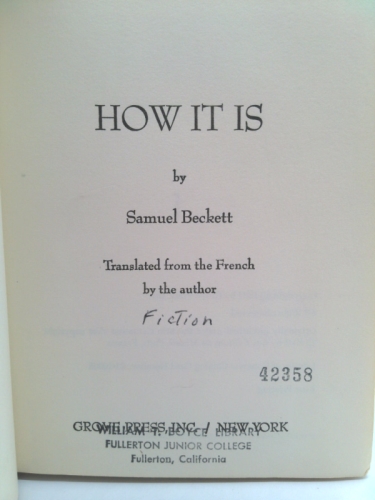 HOW IT IS
by
Samuel Beckett
Translated from the French
by the author
Fiction
42358
GROVE PRESS, INC. / NEW YORK
WILLIAM T. BOYCE LIBRARY
FULLERTON JUNIOR COLLEGE
Fullerton, California